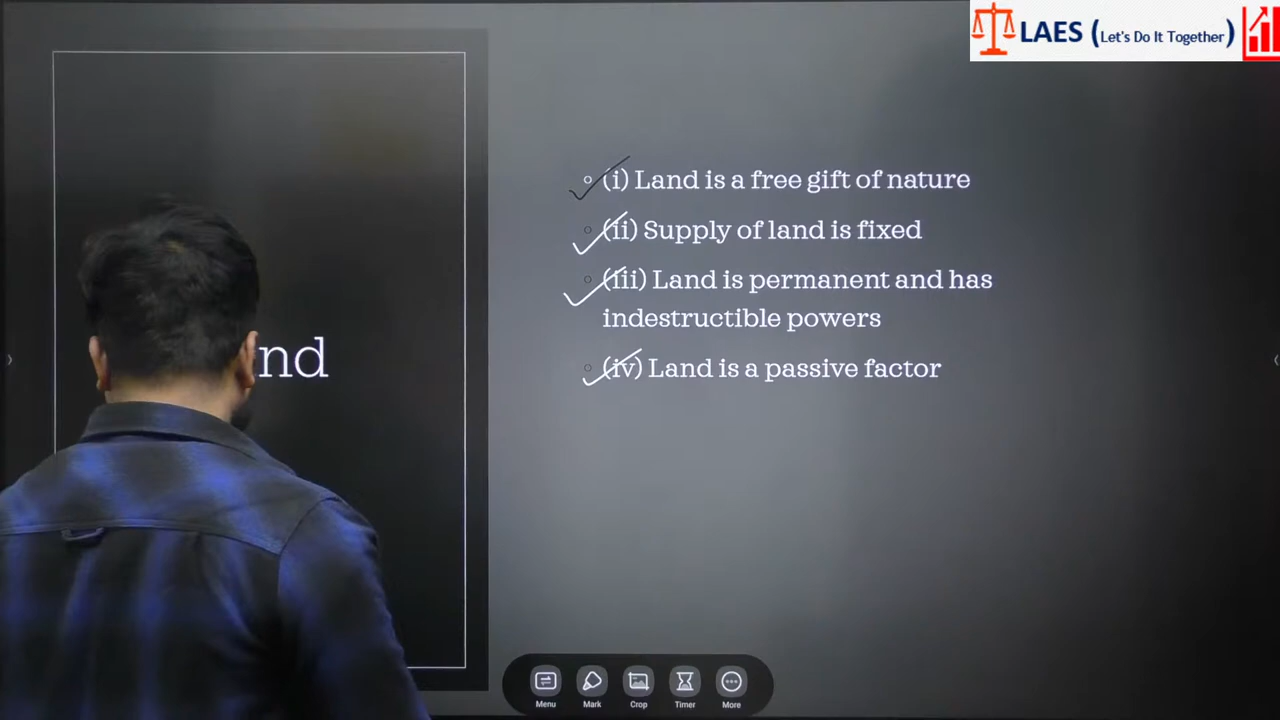 LAES (Let's Do It Together)
(i) Land is a free gift of nature
(ii) Supply of land is fixed
(iii) Land is permanent and has
indestructible powers
nd
(iv) Land is a passive factor
Menu Mark Crop Timer More